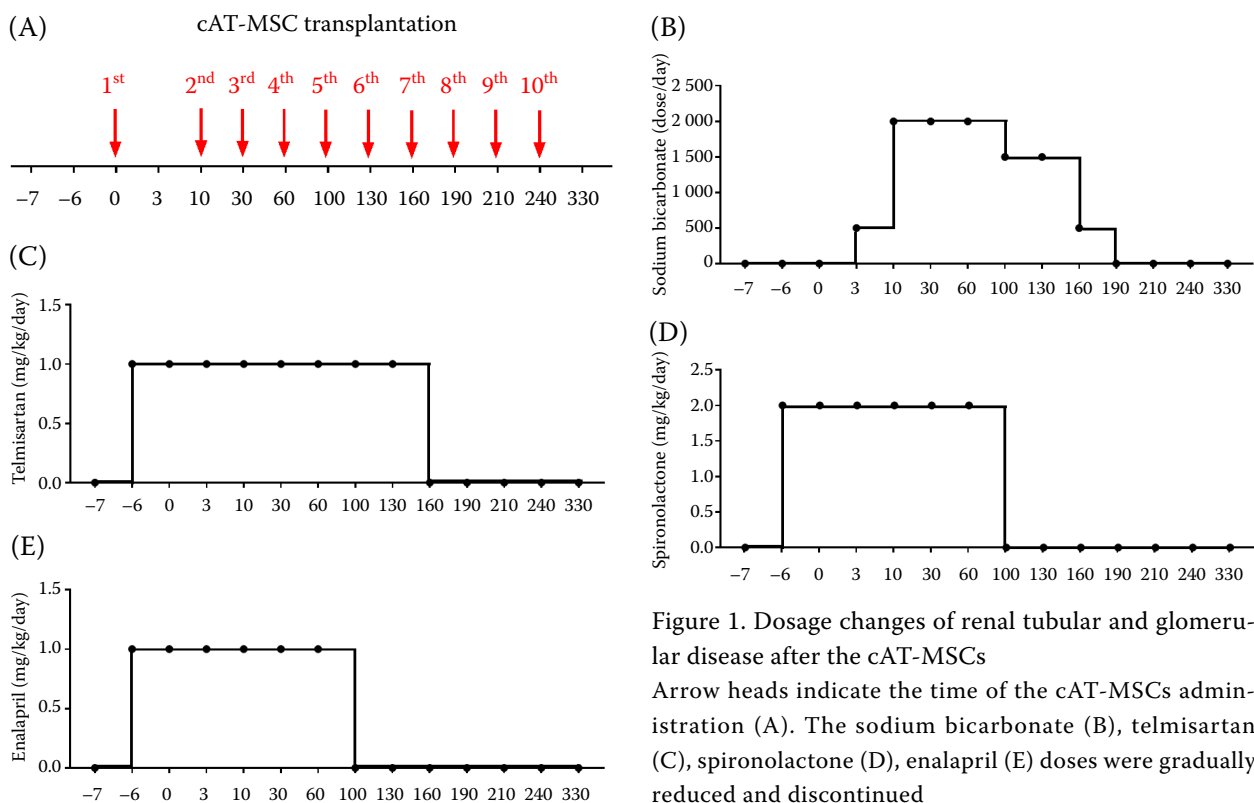 (A)
cAT-MSC transplantation
1st 2nd 3rd 4th 5th 6th 7th 8th 9th 10th
–7 –6 0 3 10 30 60 100 130 160 190 210 240 330
(B)
Sodium bicarbonate (dose/day)
2 500
2 000
1 500
1 000
500
0
–7 –6 0 3 10 30 60 100 130 160 190 210 240 330
(C)
Telmisartan (mg/kg/day)
1.5
1.0
0.5
0.0
–7 –6 0 3 10 30 60 100 130 160 190 210 240 330
(D)
Spironolactone (mg/kg/day)
2.5
2.0
1.5
1.0
0.5
0.0
–7 –6 0 3 10 30 60 100 130 160 190 210 240 330
(E)
Enalapril (mg/kg/day)
1.5
1.0
0.5
0.0
–7 –6 0 3 10 30 60 100 130 160 190 210 240 330
Figure 1. Dosage changes of renal tubular and glomeru-
lar disease after the cAT-MSCs
Arrow heads indicate the time of the cAT-MSCs admin-
istration (A). The sodium bicarbonate (B), telmisartan
(C), spironolactone (D), enalapril (E) doses were gradually
reduced and discontinued